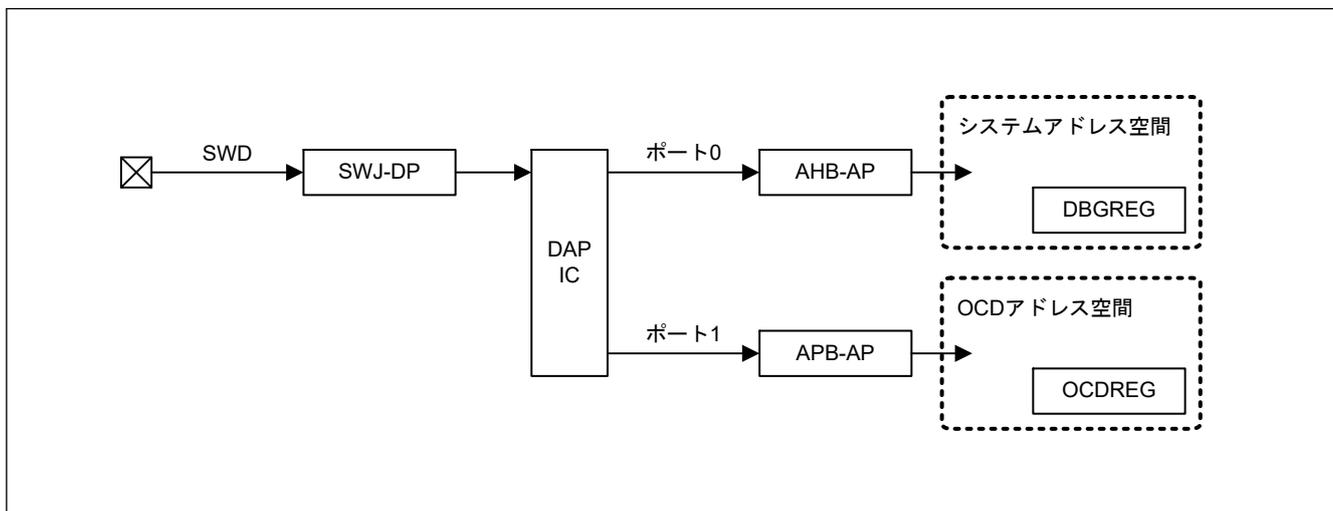 SWD
SWJ-DP
DAP
IC
ポート0
AHB-AP
システムアドレス空間
DBGREG
ポート1
APB-AP
OCDアドレス空間
OCDREG